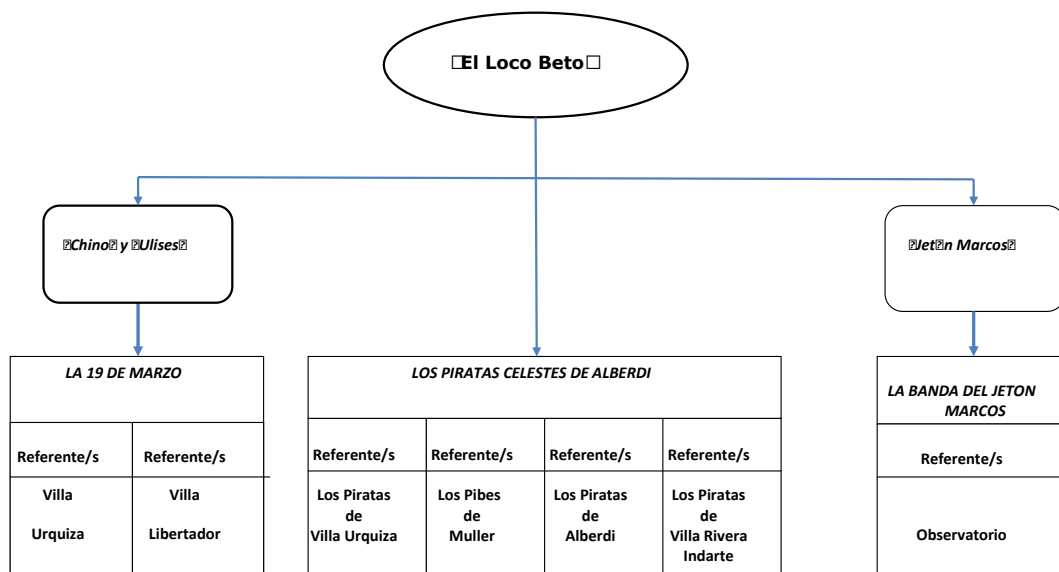 El Loco Beto
Chino y Ulises
Jet�n Marcos
LA 19 DE MARZO
Referente/s Referente/s
Villa Villa
Urquiza Libertador
LOS PIRATAS CELESTES DE ALBERDI
Referente/s Referente/s Referente/s Referente/s
Los Piratas Los Pibes Los Piratas Los Piratas
de de de de
Villa Urquiza Muller Alberdi Villa Rivera
Indarte
LA BANDA DEL JETON
MARCOS
Referente/s
Observatorio